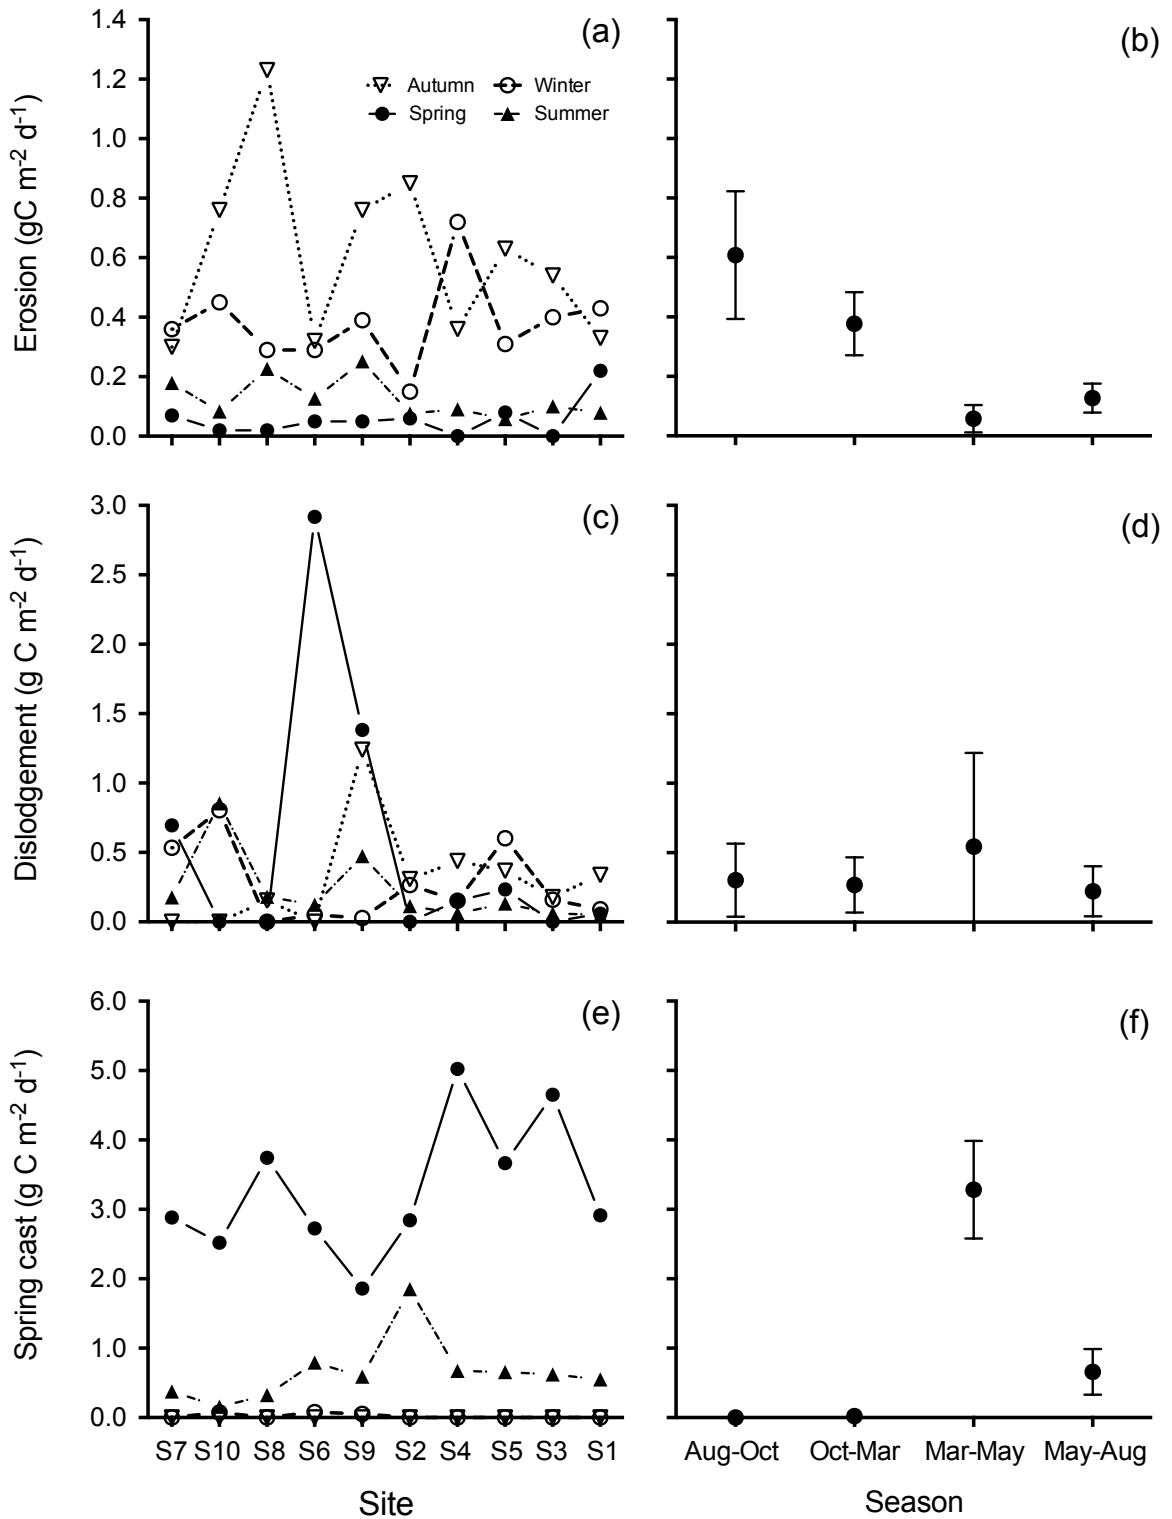 (a)
(b)
Erosion (gC m-2 d-1)
1.4
1.2
1.0
0.8
0.6
0.4
0.2
0.0
Autumn Winter
Spring Summer
(c)
(d)
Dislodgement (g C m-2 d-1)
3.0
2.5
2.0
1.5
1.0
0.5
0.0
(e)
(f)
Spring cast (g C m-2 d-1)
6.0
5.0
4.0
3.0
2.0
1.0
0.0
S7 S10 S8 S6 S9 S2 S4 S5 S3 S1
Site
Aug-Oct Oct-Mar Mar-May May-Aug
Season